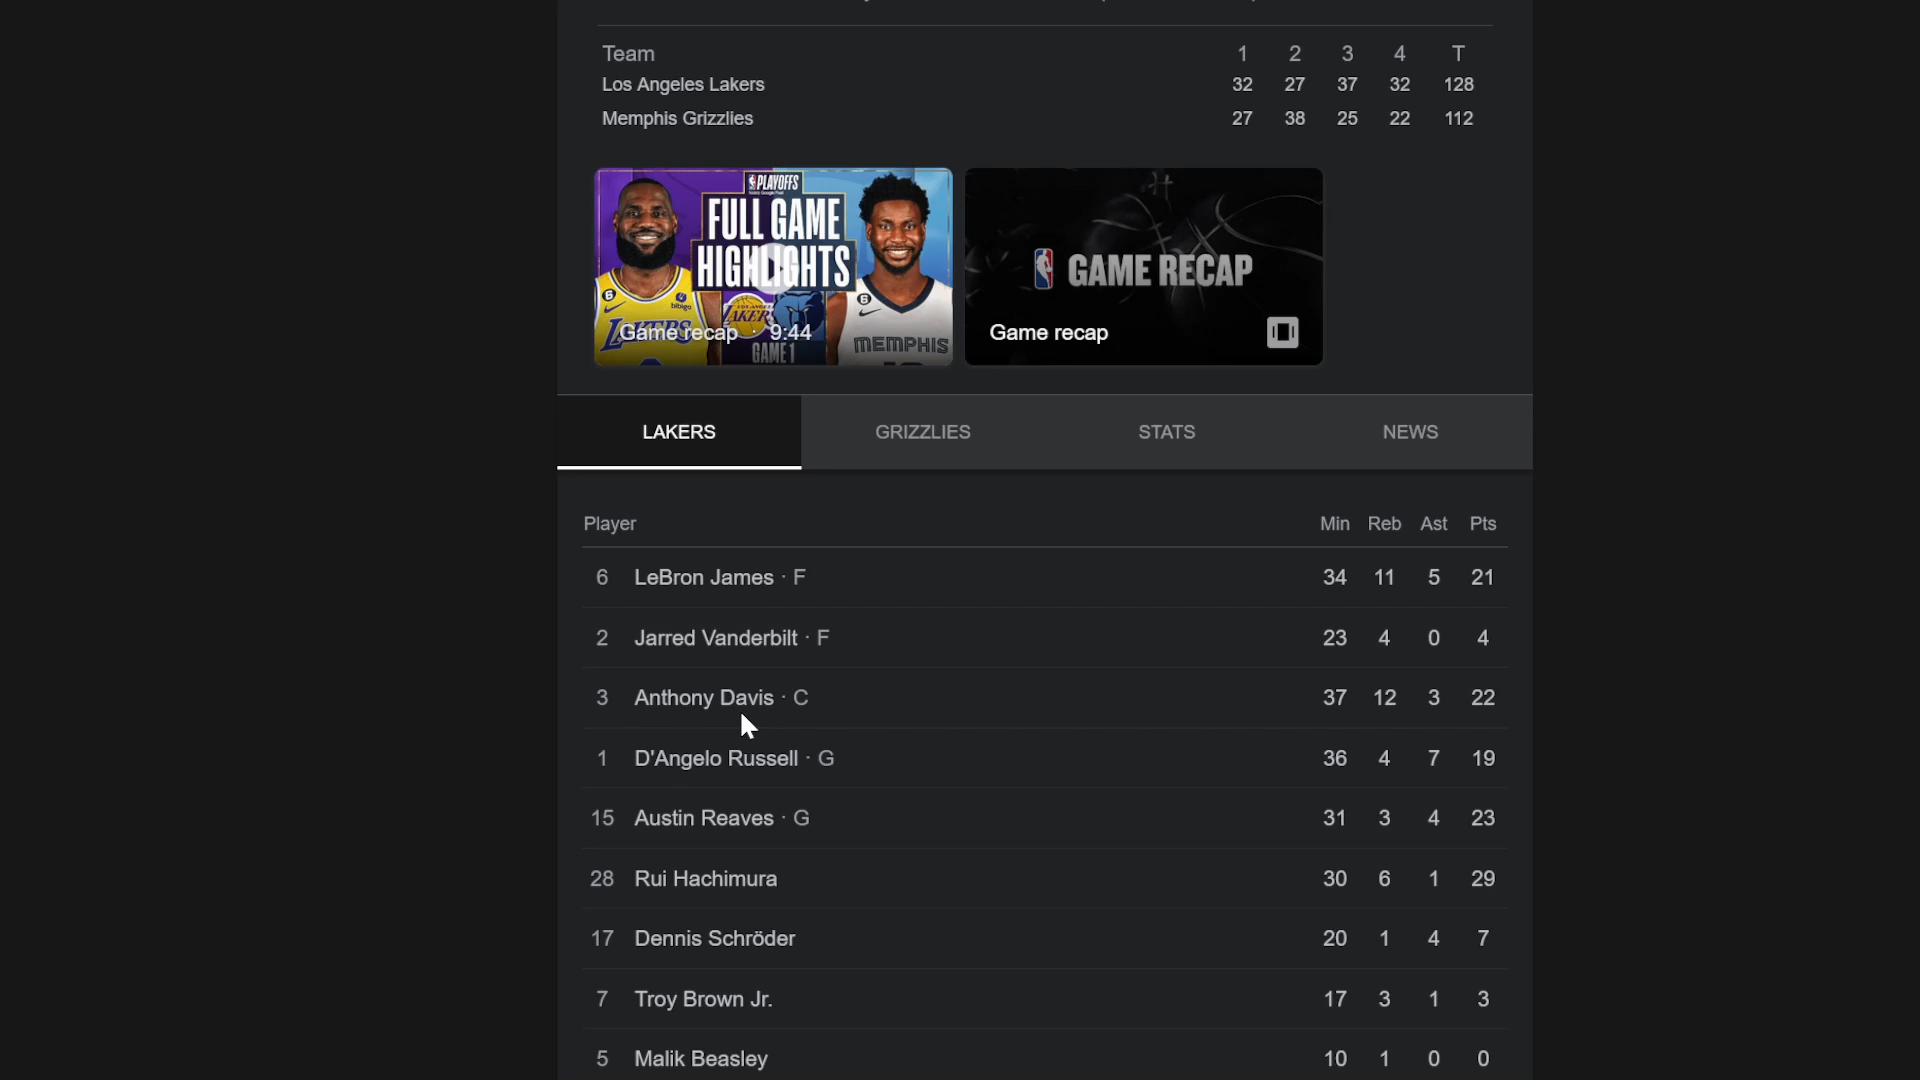 Team 1 2 3 4 T
Los Angeles Lakers 32 27 37 32 128
Memphis Grizzlies 27 38 25 22 112
PLAYOFFS
FULL GAME
HIGHLIGHTS
6
bibigo
LAKERS
LAKERS
GAME 1
6
MEMPHIS
Game recap · 9:44
GAME RECAP
Game recap
LAKERS GRIZZLIES STATS NEWS
Player Min Reb Ast Pts
6 LeBron James · F 34 11 5 21
2 Jarred Vanderbilt · F 23 4 0 4
3 Anthony Davis · C 37 12 3 22
1 D'Angelo Russell · G 36 4 7 19
15 Austin Reaves · G 31 3 4 23
28 Rui Hachimura 30 6 1 29
17 Dennis Schröder 20 1 4 7
7 Troy Brown Jr. 17 3 1 3
5 Malik Beasley 10 1 0 0